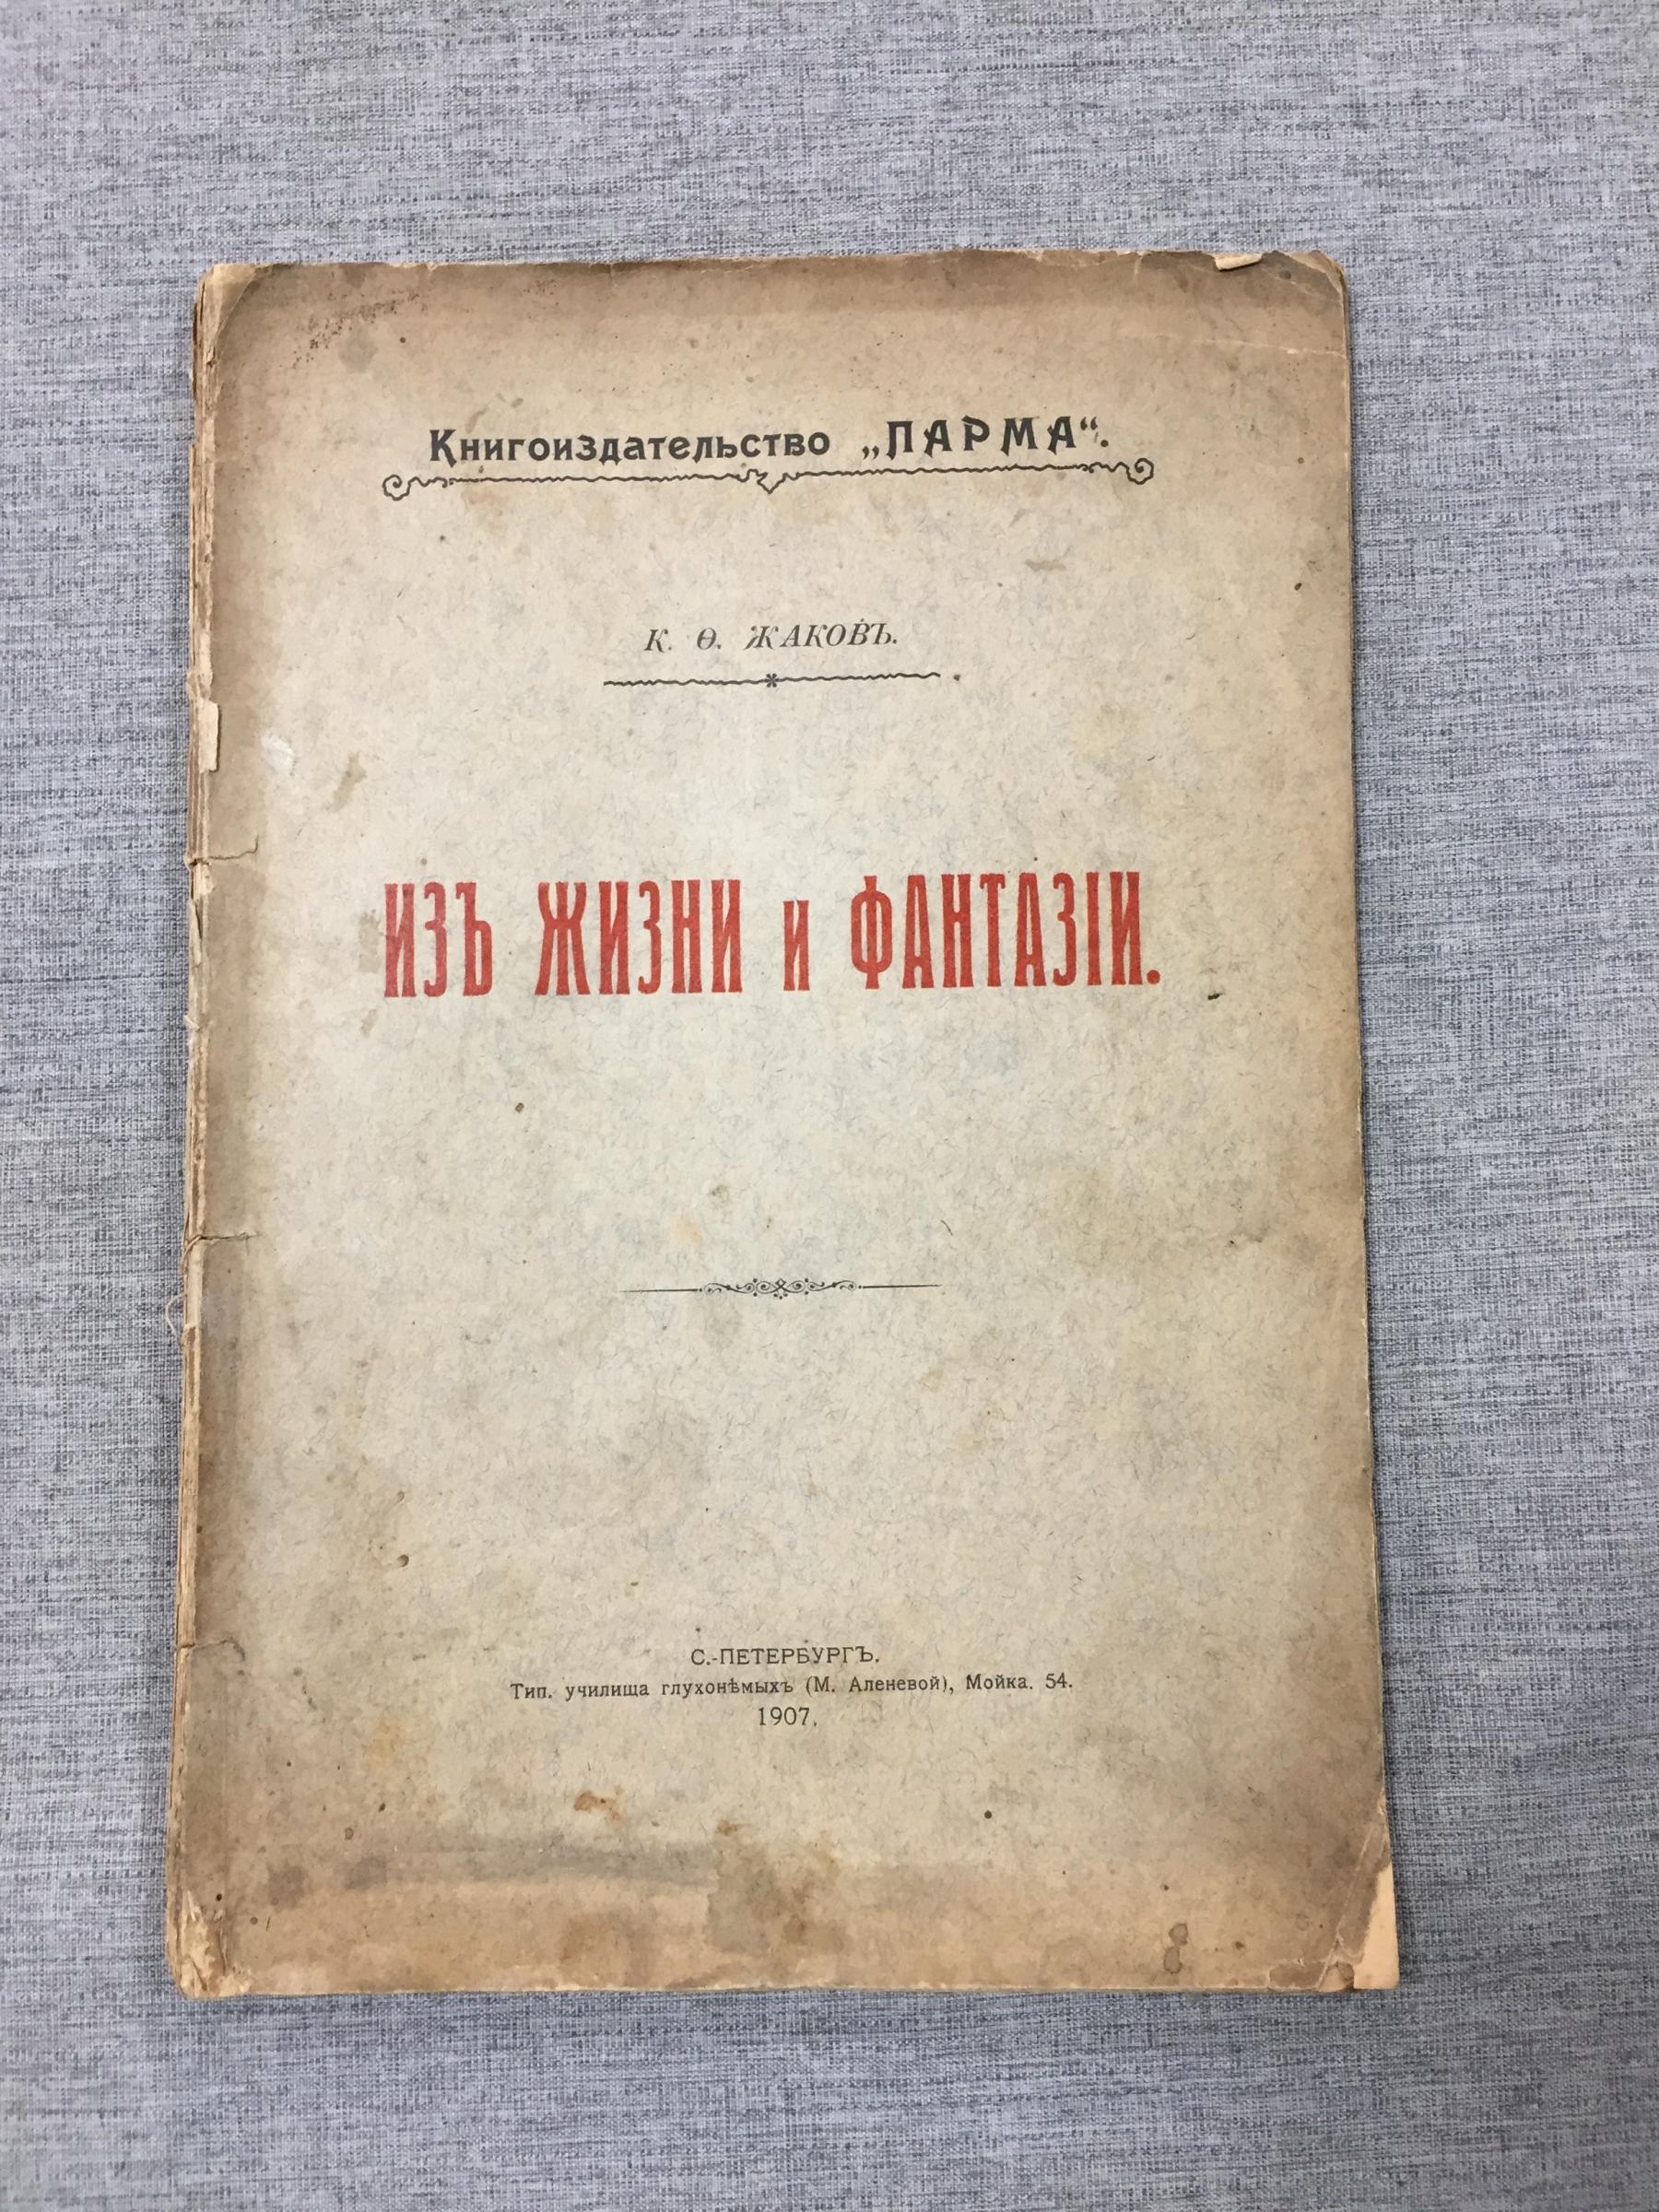 Книгоиздательство „ПАРМА“.
К. Ѳ. ЖАКОВЪ.
ИЗЪ ЖИЗНИ и ФАНТАЗІИ.
С.-ПЕТЕРБУРГЪ.
Тип. училища глухонѣмыхъ (М. Аленевой), Мойка. 54.
1907.